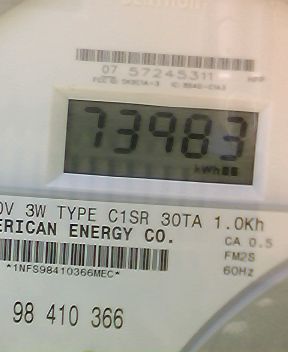 07 57245311
73983
kWh
0V 3W TYPE C1SR 30TA 1.0Kh
ERICAN ENERGY CO.
CA 0.5
FM2S
*1NFS98410366MEC*
60Hz
98 410 366